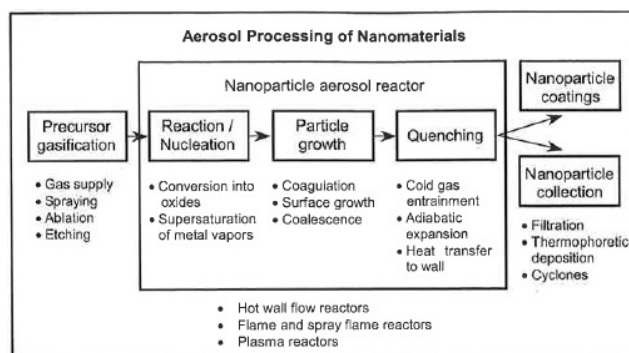 Aerosol Processing of Nanomaterials
Nanoparticle aerosol reactor
Precursor
gasification
• Gas supply
• Spraying
• Ablation
• Etching
Reaction /
Nucleation
• Conversion into
oxides
• Supersaturation
of metal vapors
Particle
growth
• Coagulation
• Surface growth
• Coalescence
Quenching
• Cold gas
entrainment
• Adiabatic
expansion
• Heat transfer
to wall
Nanoparticle
coatings
Nanoparticle
collection
• Filtration
• Thermophoretic
deposition
• Cyclones
• Hot wall flow reactors
• Flame and spray flame reactors
• Plasma reactors